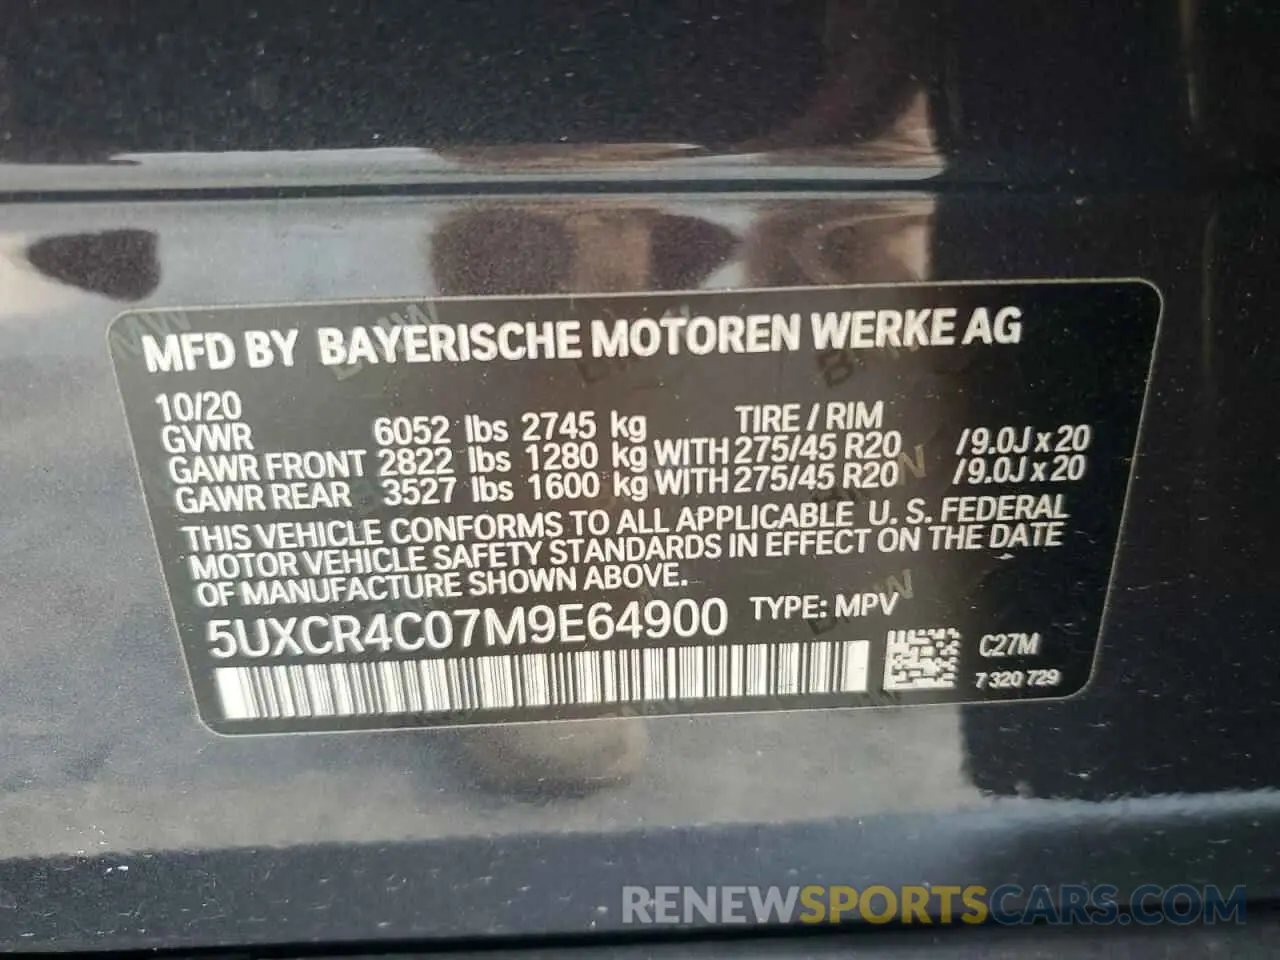 MFD BY BAYERISCHE MOTOREN WERKE AG
10/20 TIRE / RIM
GVWR 6052 lbs 2745 kg
GAWR FRONT 2822 lbs 1280 kg WITH 275/45 R20 /9.0J x 20
GAWR REAR 3527 lbs 1600 kg WITH 275/45 R20 /9.0J x 20
THIS VEHICLE CONFORMS TO ALL APPLICABLE U. S. FEDERAL
MOTOR VEHICLE SAFETY STANDARDS IN EFFECT ON THE DATE
OF MANUFACTURE SHOWN ABOVE.
5UXCR4C07M9E64900 TYPE: MPV
C27M
7 320 729
RENEWSPORTSCARS.COM